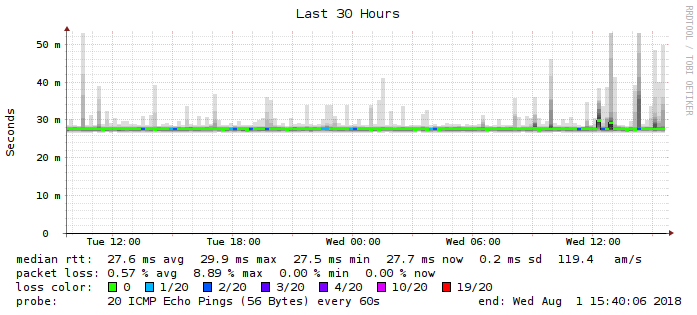 Last 30 Hours
RRDTOOL / TOBI OETIKER
Seconds
50 m
40 m
30 m
20 m
10 m
0
Tue 12:00 Tue 18:00 Wed 00:00 Wed 06:00 Wed 12:00
median rtt: 27.6 ms avg 29.9 ms max 27.5 ms min 27.7 ms now 0.2 ms sd 119.4 am/s
packet loss: 0.57 % avg 8.89 % max 0.00 % min 0.00 % now
loss color: 0 1/20 2/20 3/20 4/20 10/20 19/20
probe: 20 ICMP Echo Pings (56 Bytes) every 60s end: Wed Aug 1 15:40:06 2018